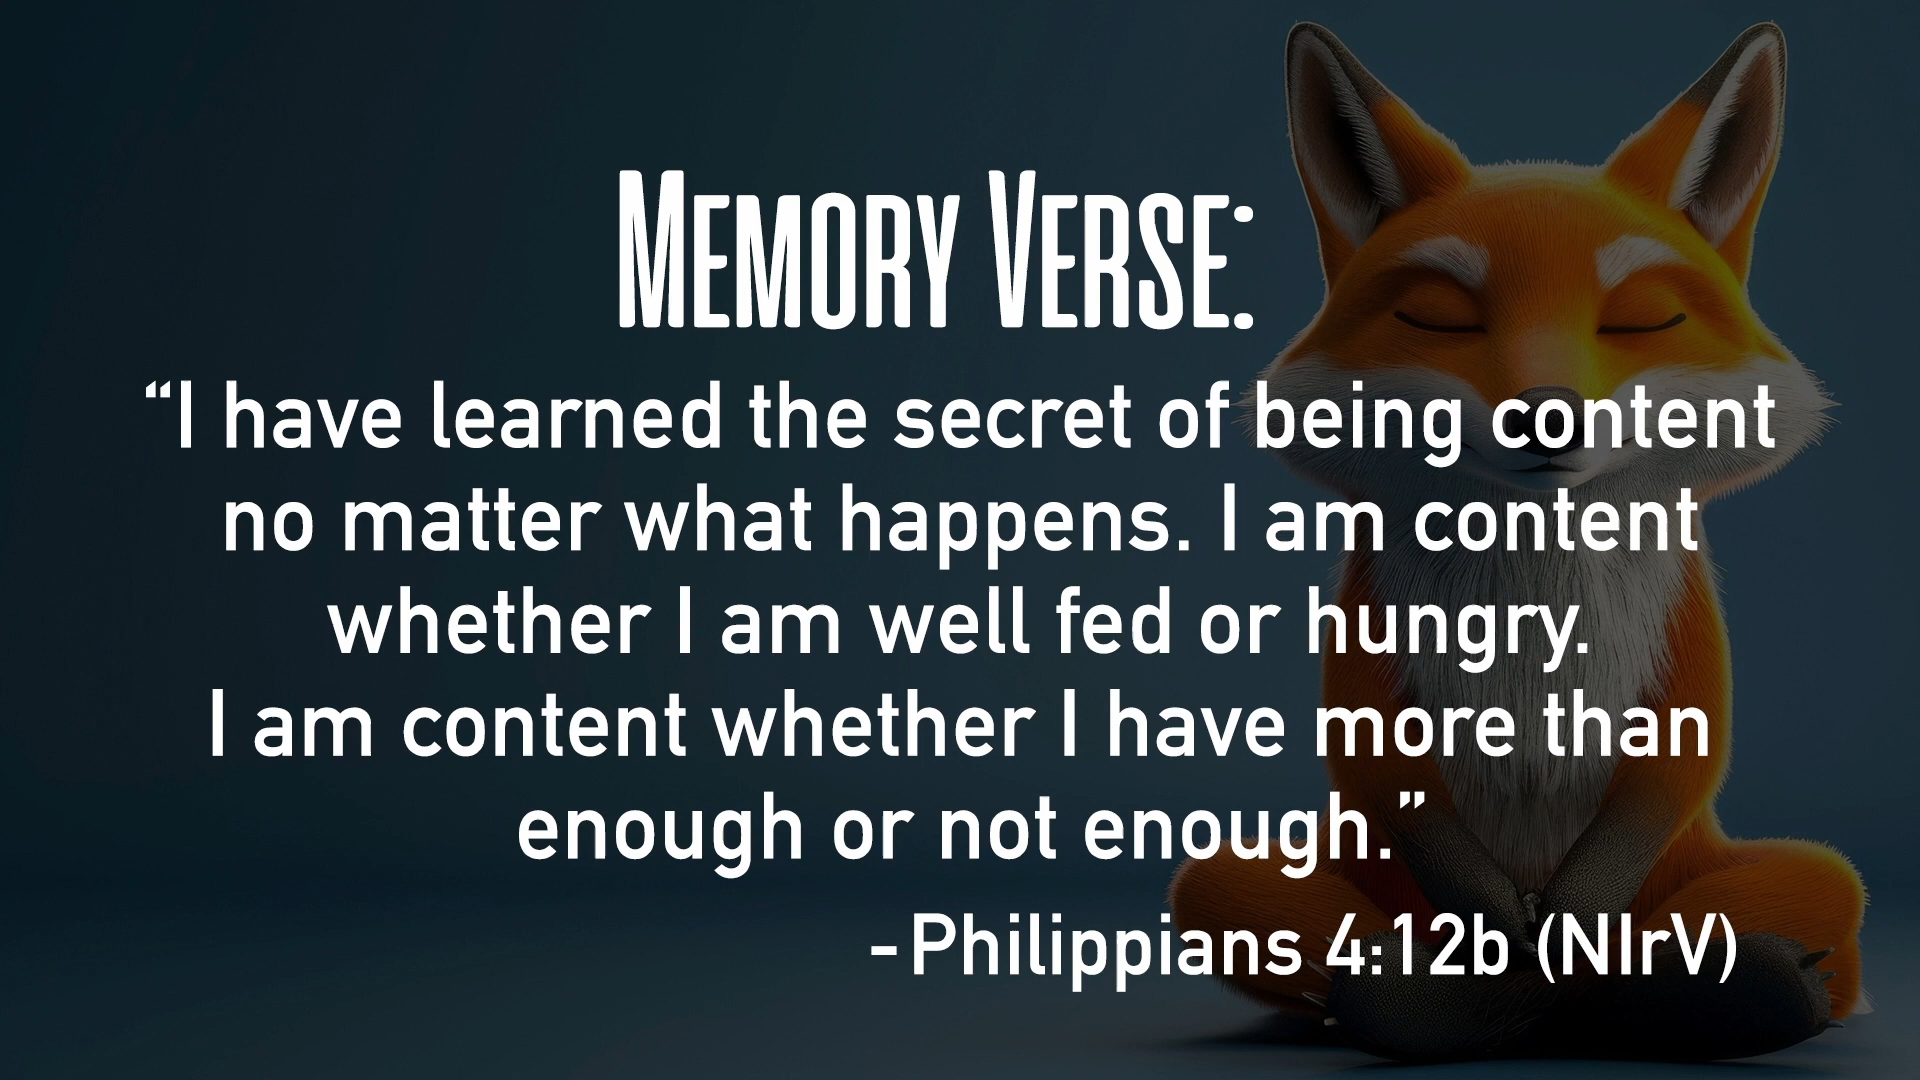 MEMORY VERSE:
“I have learned the secret of being content
no matter what happens. I am content
whether I am well fed or hungry.
I am content whether I have more than
enough or not enough.”
-Philippians 4:12b (NIrV)